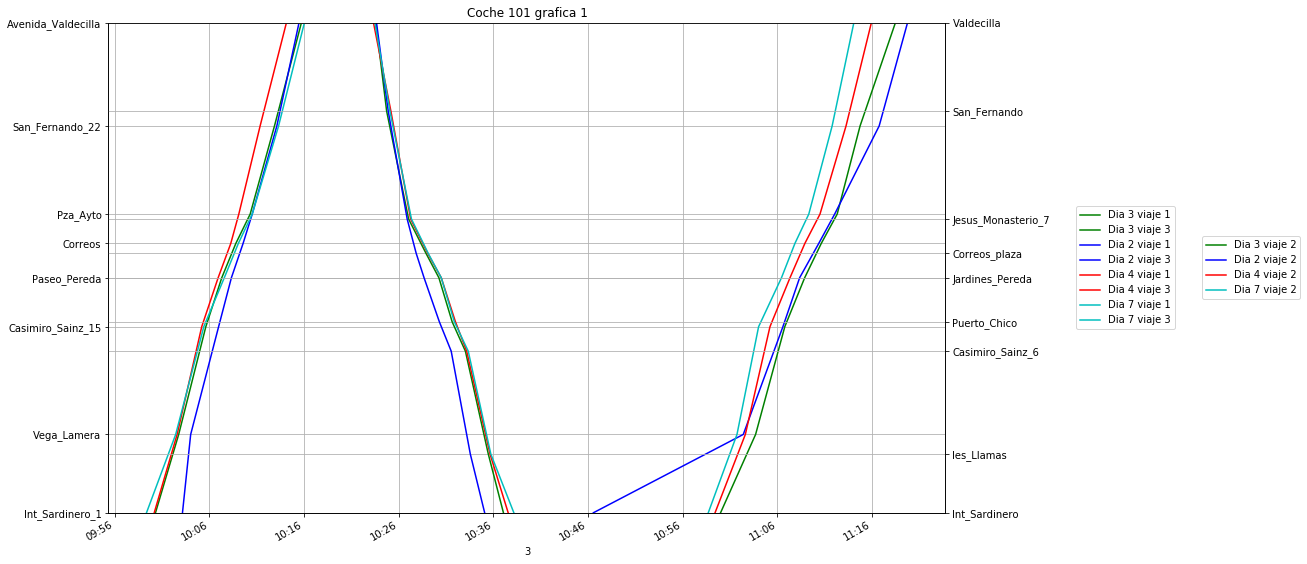 Coche 101 grafica 1
Avenida_Valdecilla
San_Fernando_22
Pza_Ayto
Correos
Paseo_Pereda
Casimiro_Sainz_15
Vega_Lamera
Int_Sardinero_1
Valdecilla
San_Fernando
Jesus_Monasterio_7
Correos_plaza
Jardines_Pereda
Puerto_Chico
Casimiro_Sainz_6
Ies_Llamas
Int_Sardinero
09:56
10:06
10:16
10:26
10:36
10:46
10:56
11:06
11:16
3
Dia 3 viaje 1
Dia 3 viaje 3
Dia 2 viaje 1
Dia 2 viaje 3
Dia 4 viaje 1
Dia 4 viaje 3
Dia 7 viaje 1
Dia 7 viaje 3
Dia 3 viaje 2
Dia 2 viaje 2
Dia 4 viaje 2
Dia 7 viaje 2